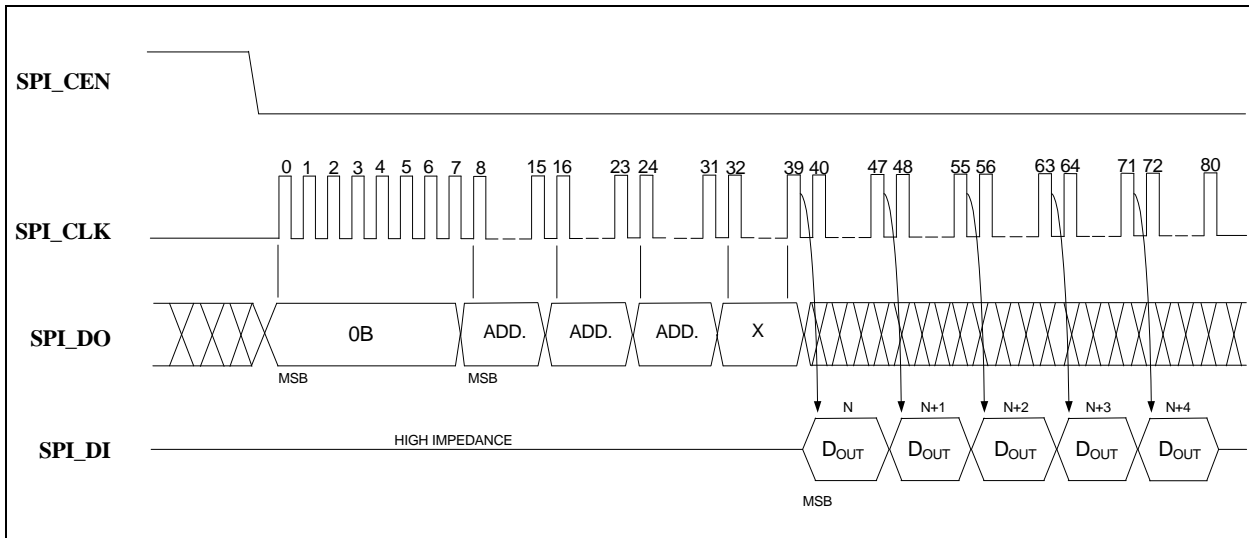 SPI_CEN
0 1 2 3 4 5 6 7 8 15 16 23 24 31 32 39 40 47 48 55 56 63 64 71 72 80
SPI_CLK
SPI_DO
0B ADD. ADD. ADD. X
MSB MSB
N N+1 N+2 N+3 N+4
HIGH IMPEDANCE
SPI_DI
DOUT DOUT DOUT DOUT DOUT
MSB